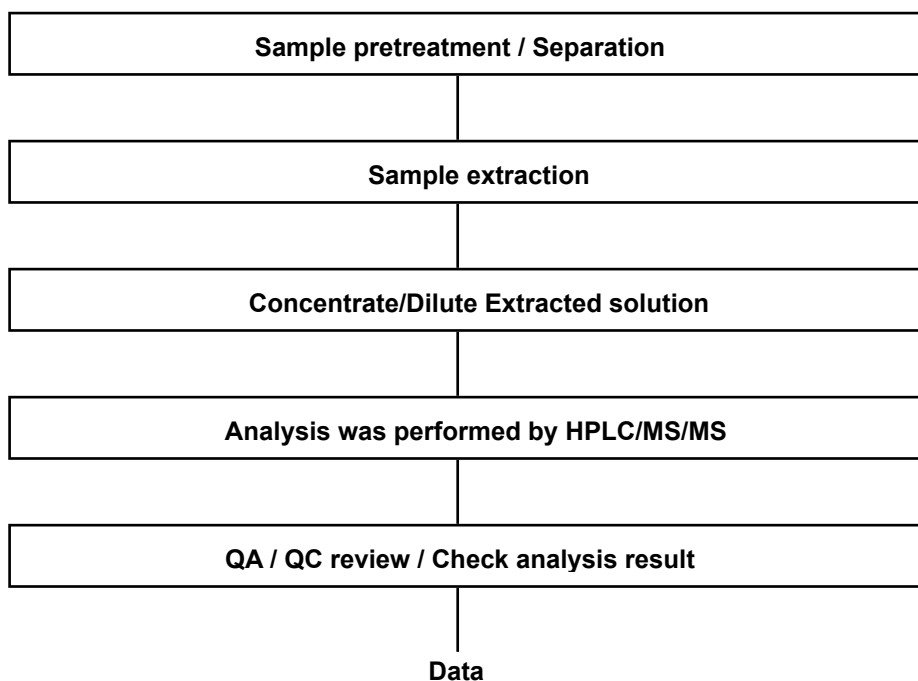 Sample pretreatment / Separation
Sample extraction
Concentrate/Dilute Extracted solution
Analysis was performed by HPLC/MS/MS
QA / QC review / Check analysis result
Data